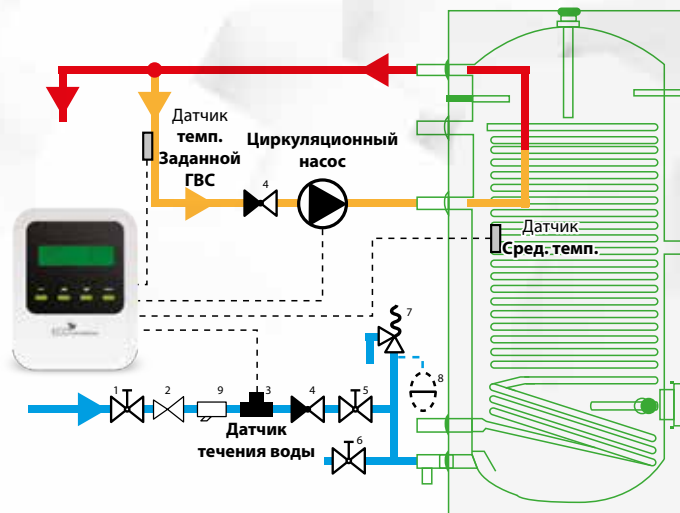 Датчик
темп.
Заданной
ГВС
Циркуляционный
насос
4
Датчик
Сред. темп.
7
8
1
2
9
3
4
5
Датчик
течения воды
6